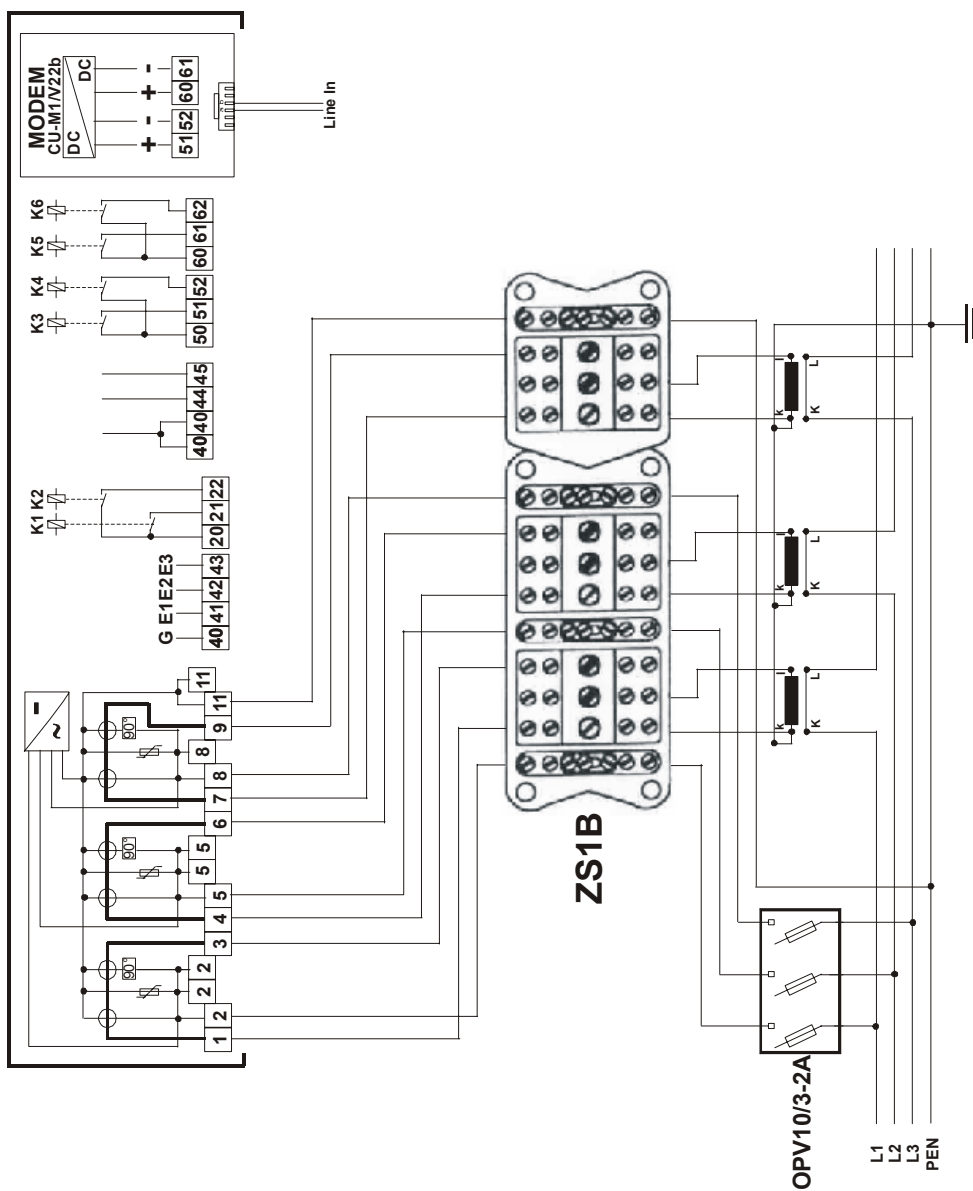 MODEM
CU-M1/V22b
DC
DC
+ - + -
51 52 60 61
Line In
K3 K4 K5 K6
50 51 52 60 61 62
40 40 44 45
K1 K2
20 21 22
G E1 E2 E3
40 41 42 43
- ~
90° 90° 90°
1 2 2 2 3 4 5 5 5 6 7 8 8 9 11 11
ZS1B
k l k l k l
K L K L K L
OPV10/3-2A
L1
L2
L3
PEN